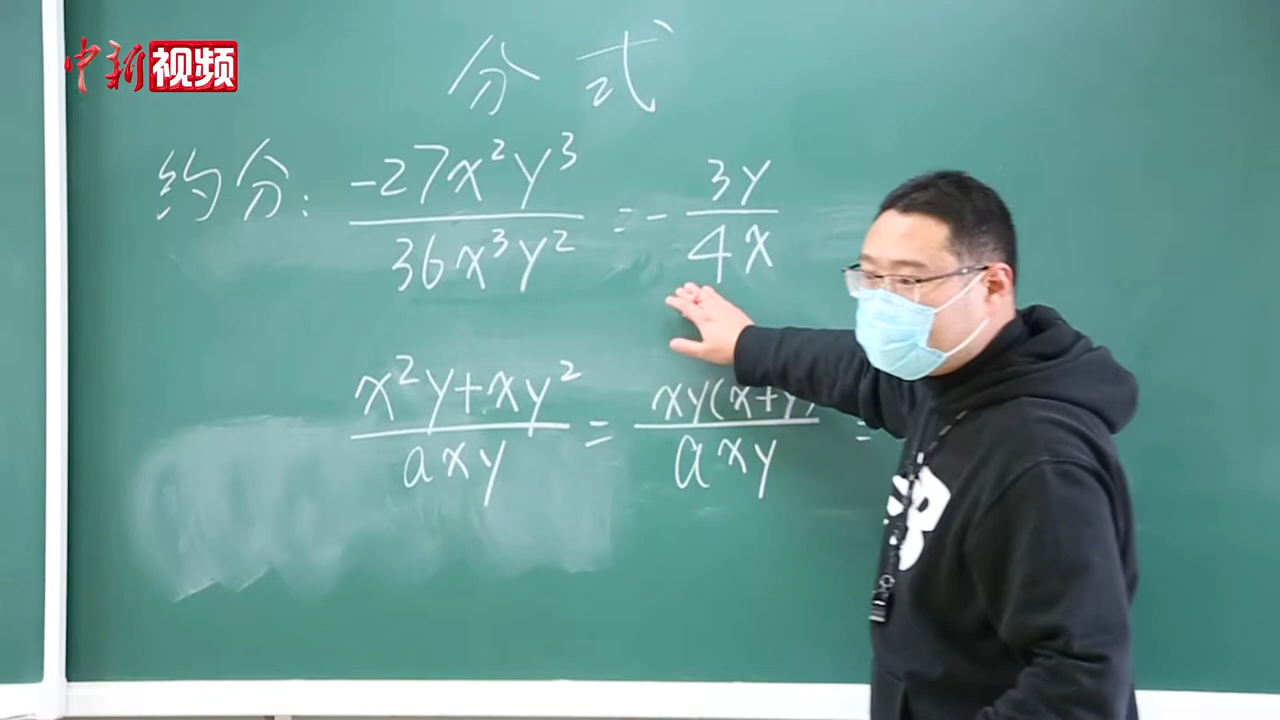 中新视频
分式
约分: -27x²y³/36x³y² = -3y/4x
x²y+xy²/axy = xy(x+y)/axy =